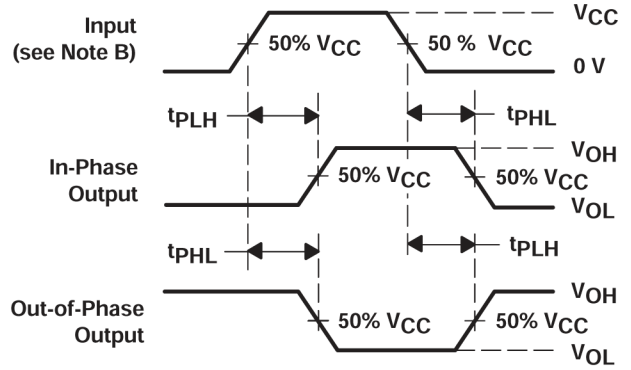 Input
(see Note B)
50% VCC
50 % VCC
VCC
0 V
tPLH
tPHL
In-Phase
Output
50% VCC
50% VCC
VOH
VOL
tPHL
tPLH
Out-of-Phase
Output
50% VCC
50% VCC
VOH
VOL